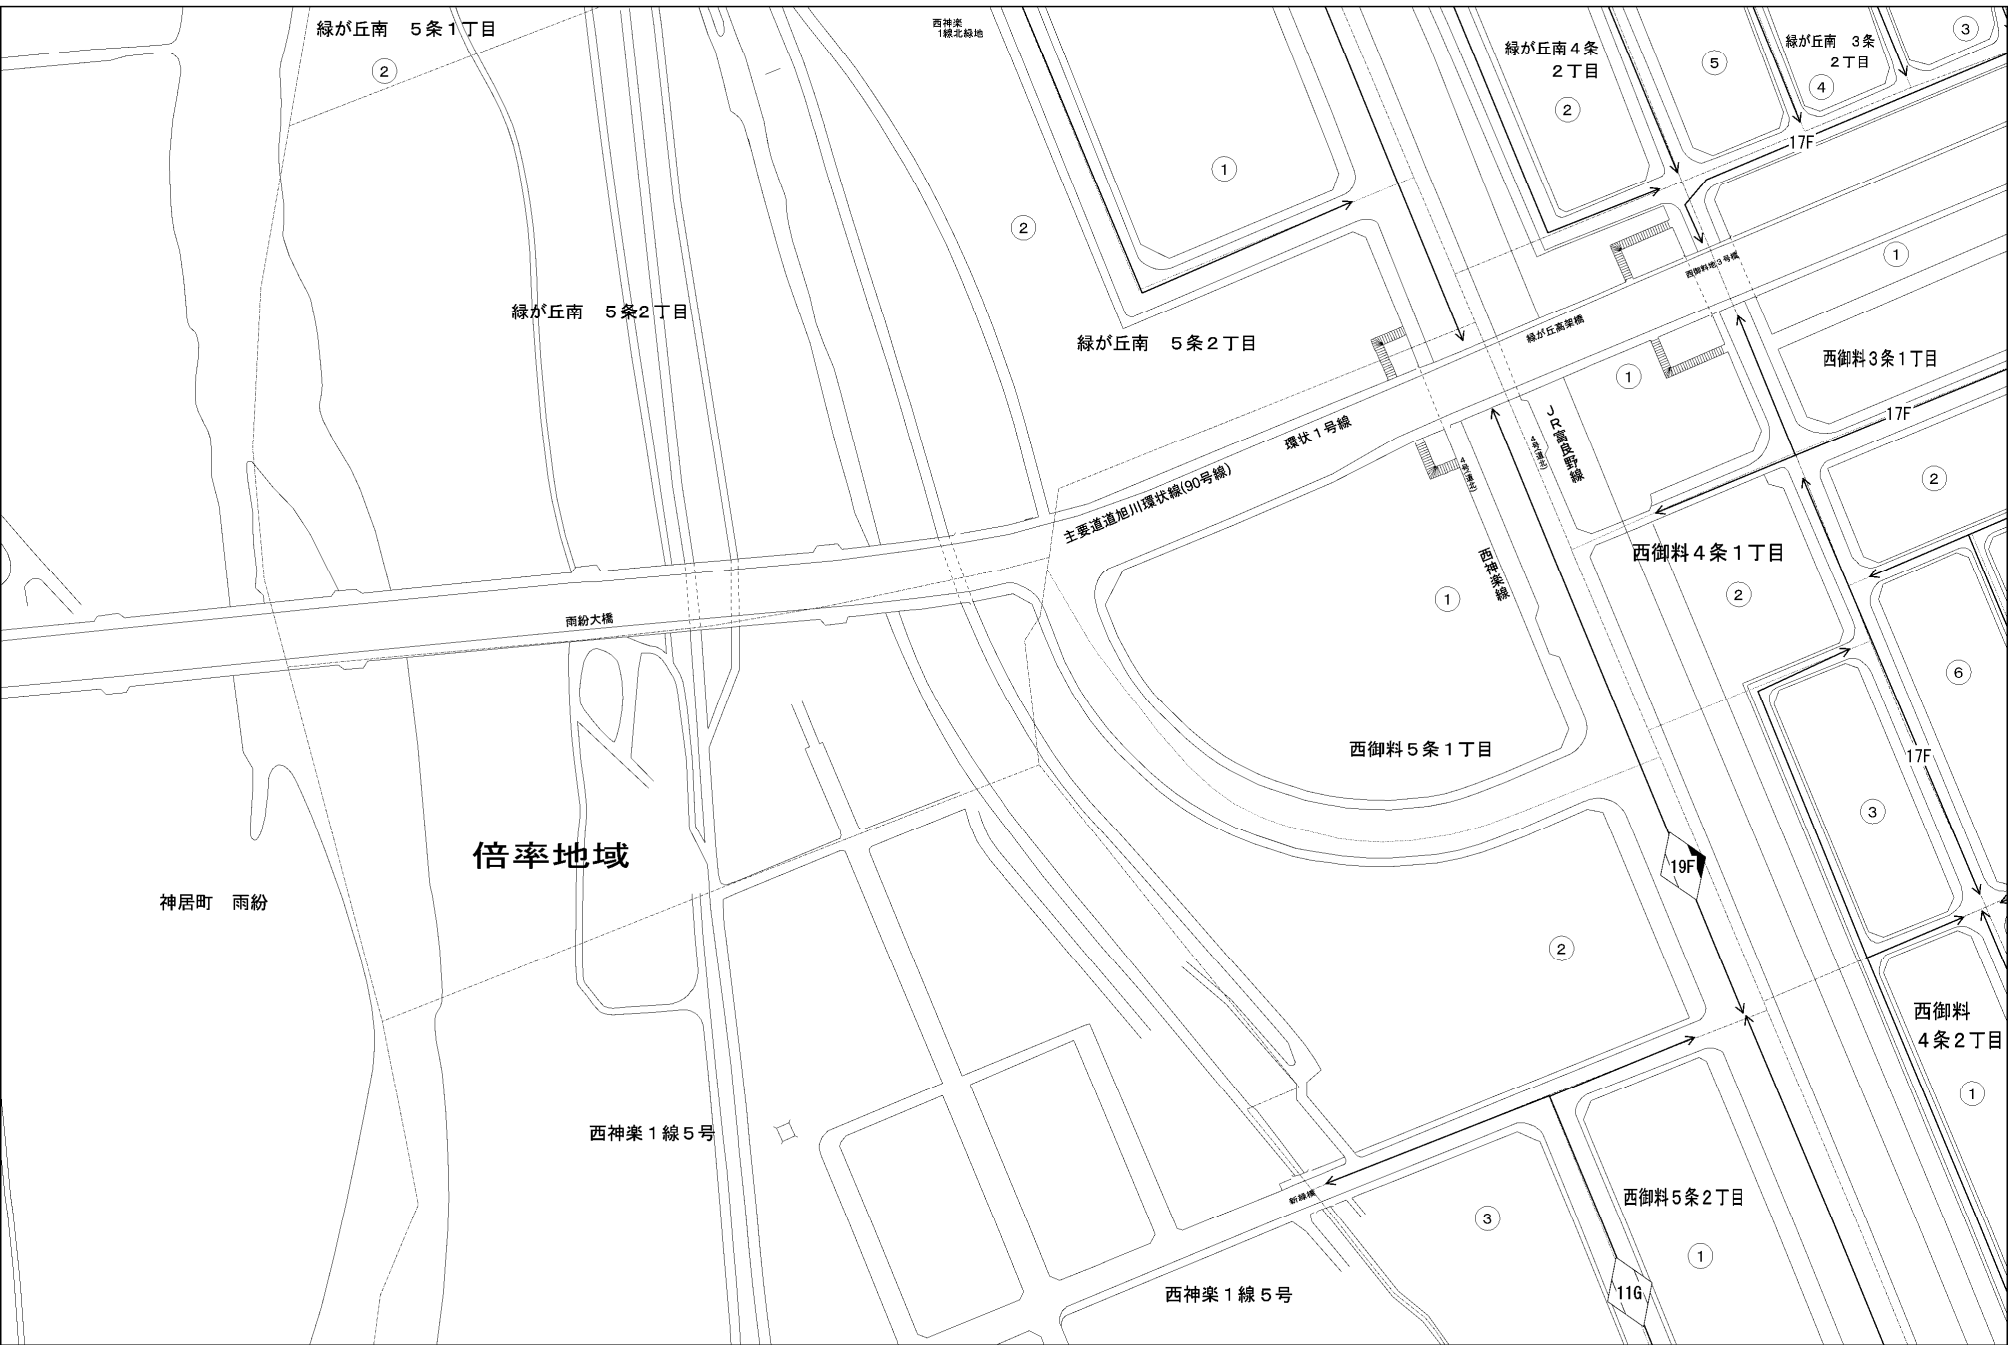 緑が丘南　５条１丁目
②
西神楽
1線北緑地
緑が丘南４条
２丁目
②
⑤
緑が丘南　３条
２丁目
④
③
17F
①
②
緑が丘南　５条２丁目
緑が丘南　５条２丁目
西御料地３号橋
①
緑が丘高架橋
①
西御料３条１丁目
17F
環状１号線
主要道道旭川環状線(90号線)
JR富良野線
②
西神楽線
西御料４条１丁目
②
①
雨紛大橋
⑥
西御料５条１丁目
17F
③
倍率地域
19F
神居町　雨紛
②
西御料
４条２丁目
①
西神楽１線５号
新緑橋
西御料５条２丁目
③
①
西神楽１線５号
11G